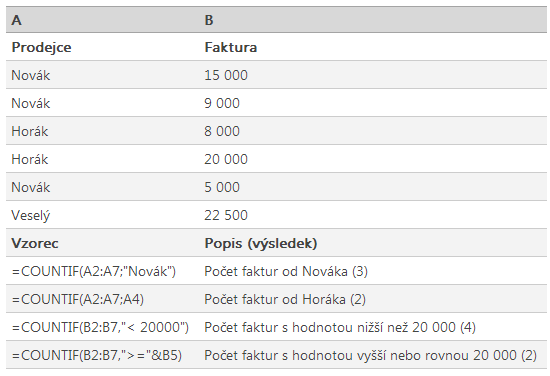 A B
Prodejce Faktura
Novák 15 000
Novák 9 000
Horák 8 000
Horák 20 000
Novák 5 000
Veselý 22 500
Vzorec Popis (výsledek)
=COUNTIF(A2:A7;"Novák") Počet faktur od Nováka (3)
=COUNTIF(A2:A7;A4) Počet faktur od Horáka (2)
=COUNTIF(B2:B7,"< 20000") Počet faktur s hodnotou nižší než 20 000 (4)
=COUNTIF(B2:B7,">="&B5) Počet faktur s hodnotou vyšší nebo rovnou 20 000 (2)